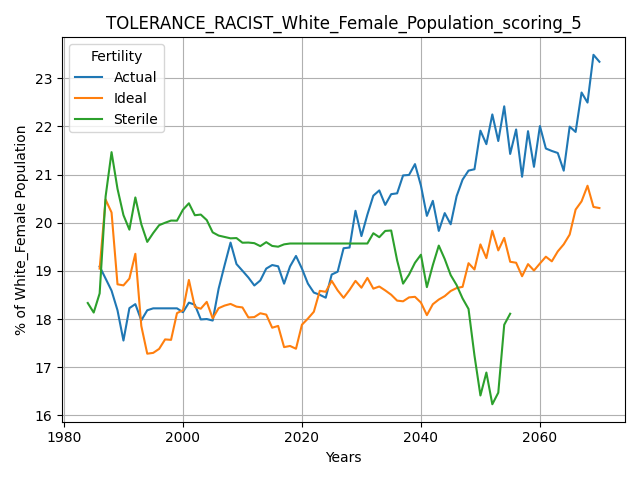 TOLERANCE_RACIST_White_Female_Population_scoring_5
Fertility
Actual
Ideal
Sterile
% of White_Female Population
23
22
21
20
19
18
17
16
1980
2000
2020
2040
2060
Years